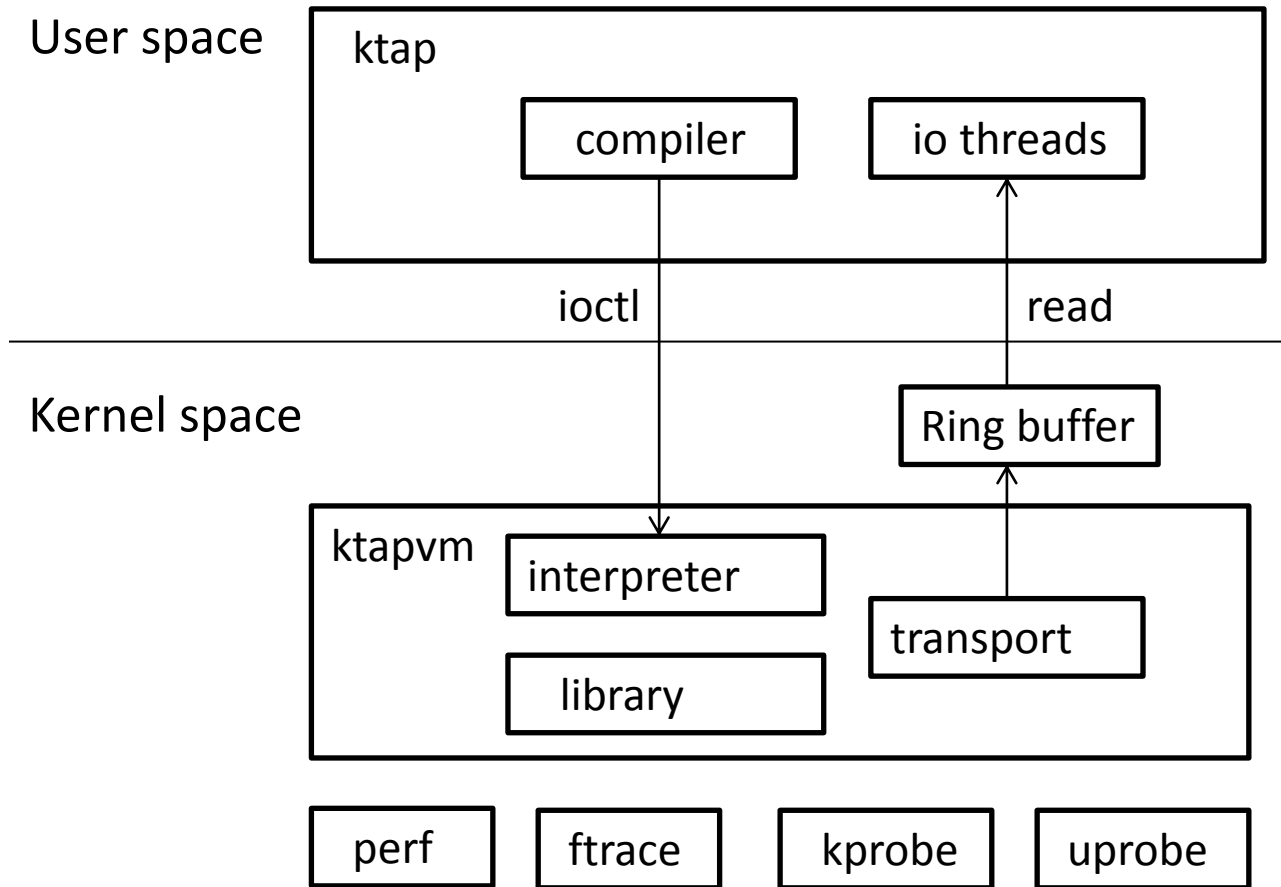 User space
ktap
compiler
io threads
ioctl
read
Kernel space
Ring buffer
ktapvm
interpreter
transport
library
perf
ftrace
kprobe
uprobe